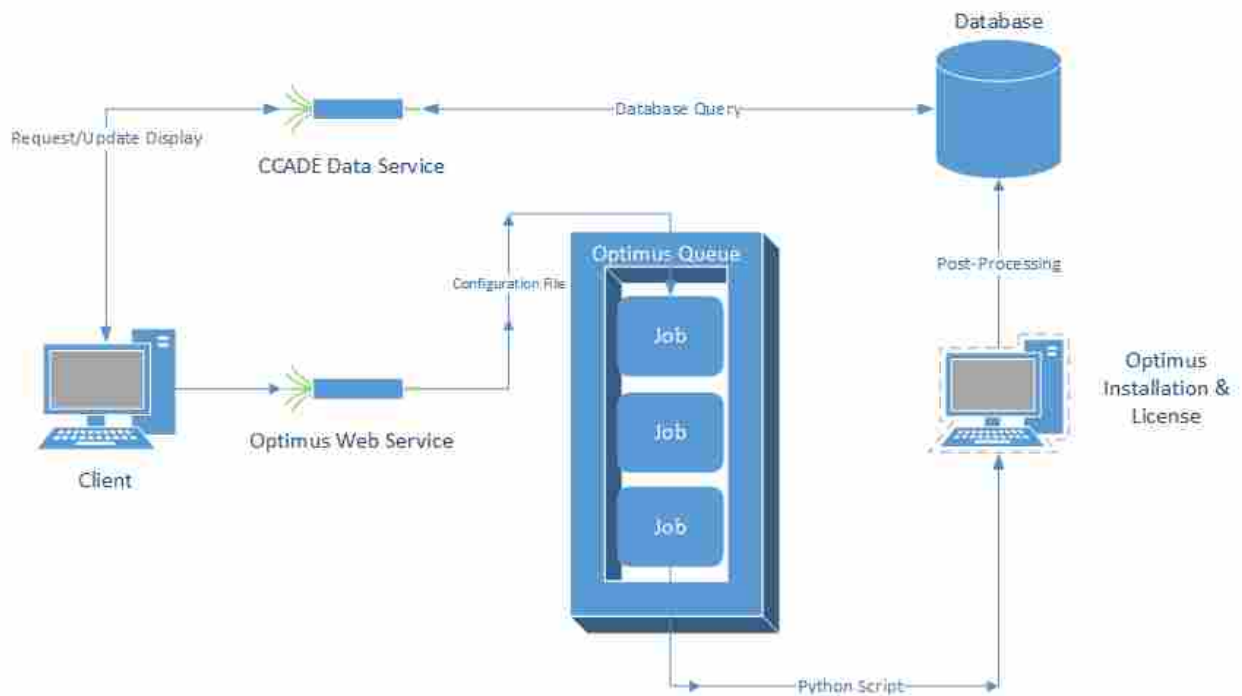 Database
Database Query
Request/Update Display
CCADE Data Service
Optimus Queue
Post-Processing
Configuration File
Job
Optimus
Installation &
License
Job
Optimus Web Service
Client
Job
Python Script